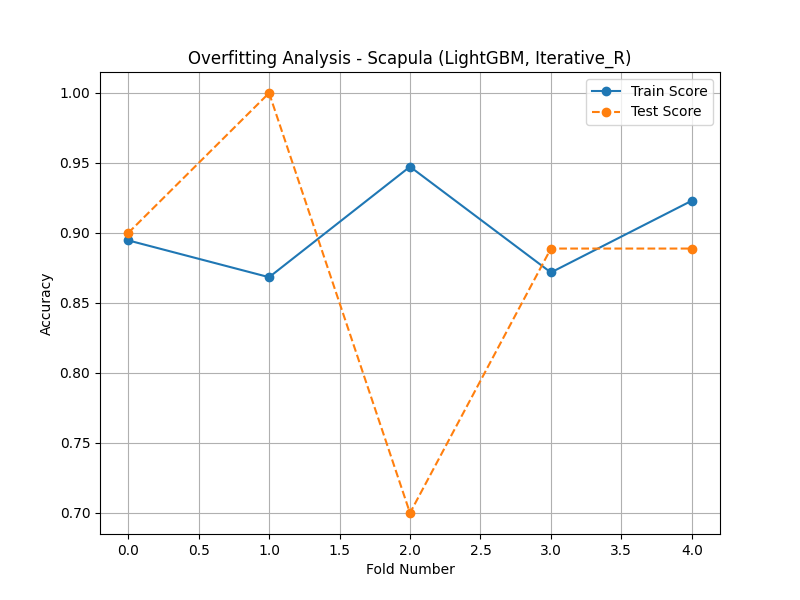 Overfitting Analysis - Scapula (LightGBM, Iterative_R)
Train Score
Test Score
1.00
0.95
0.90
0.85
0.80
0.75
0.70
Accuracy
0.0 0.5 1.0 1.5 2.0 2.5 3.0 3.5 4.0
Fold Number